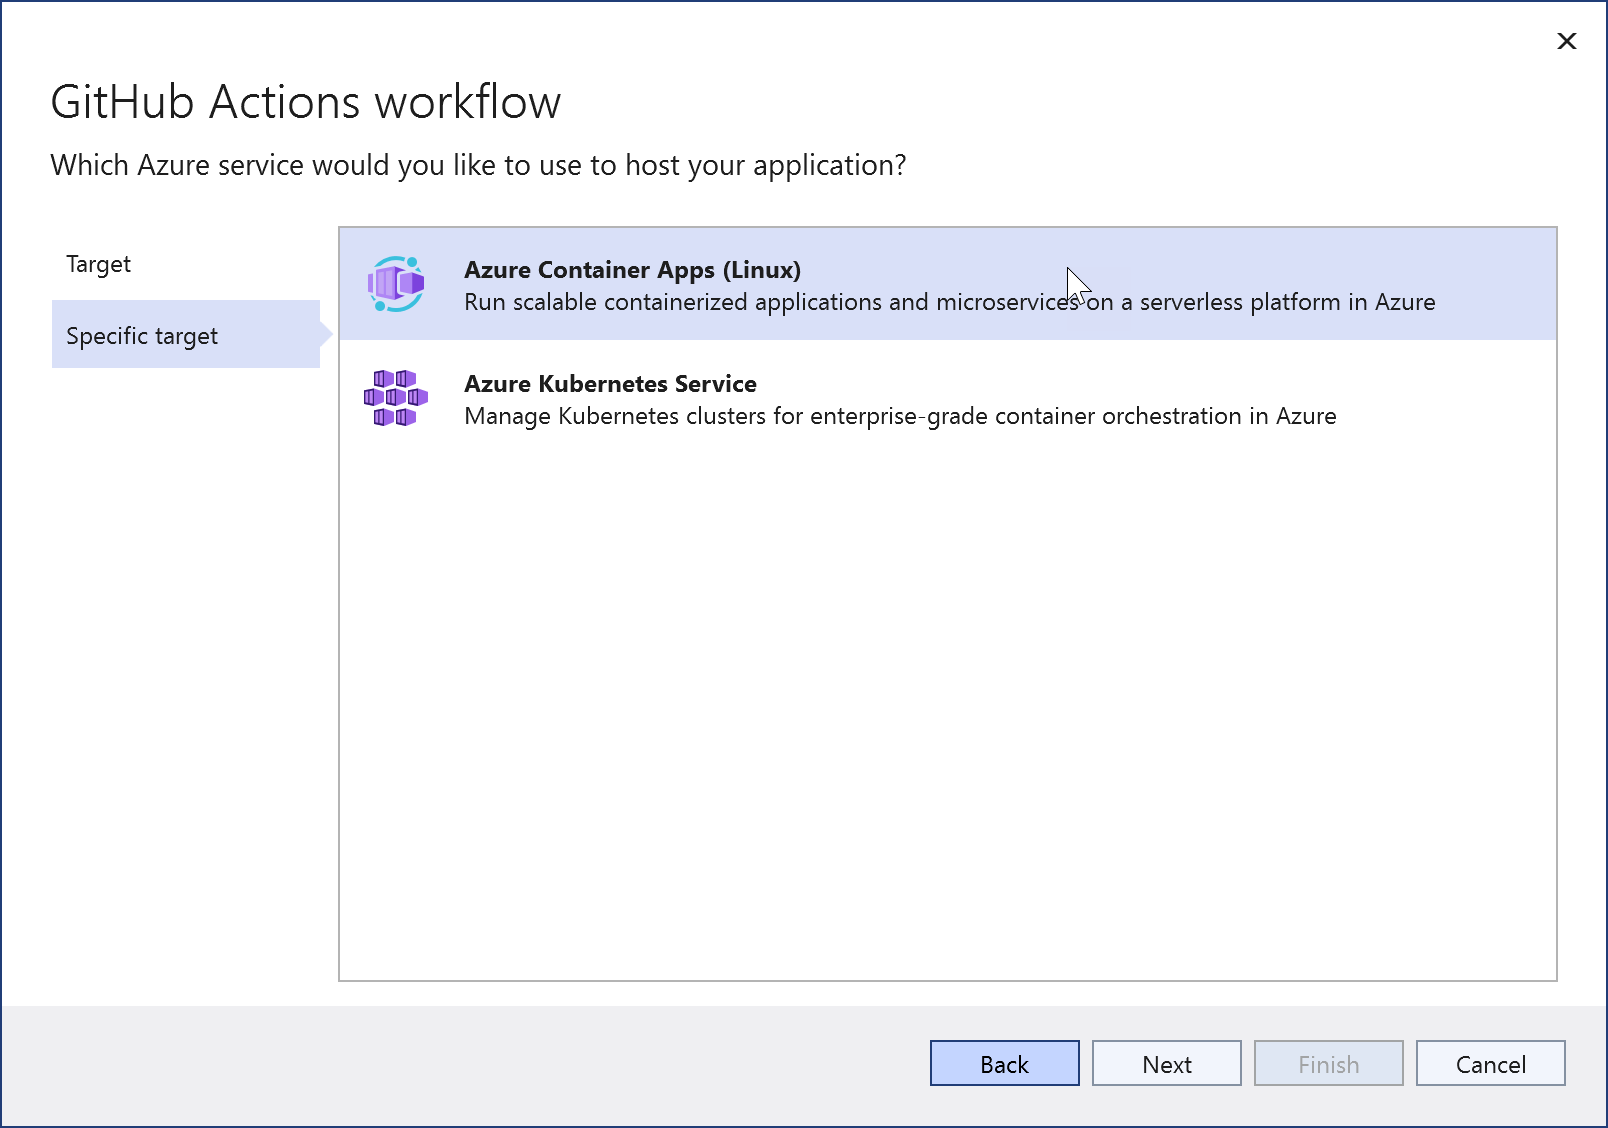 GitHub Actions workflow
Which Azure service would you like to use to host your application?
Target
Specific target
Azure Container Apps (Linux)
Run scalable containerized applications and microservices on a serverless platform in Azure
Azure Kubernetes Service
Manage Kubernetes clusters for enterprise-grade container orchestration in Azure
Back
Next
Finish
Cancel